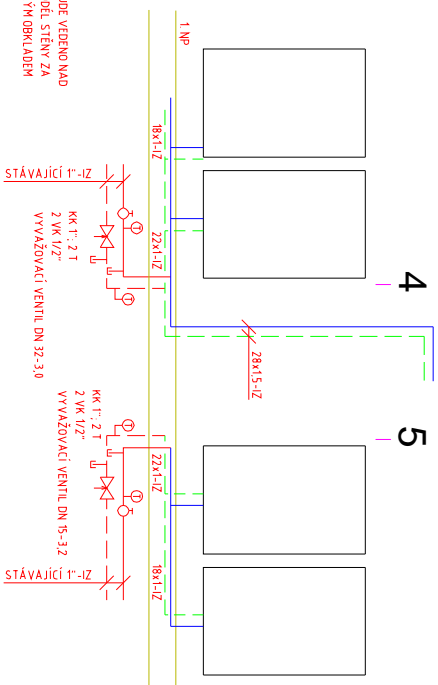 UDE VEDENO NAD
DÉL STĚNY ZA
ÝM OBKLADEM
1.NP
18x1-IZ
22x1-IZ
STÁVAJÍCÍ 1"-IZ
KK 1"; 2 T
2 VK 1/2"
VYVAŽOVACÍ VENTIL DN 32-3,0
T
T
4
28x1,5-IZ
5
KK 1"; 2 T
2 VK 1/2"
VYVAŽOVACÍ VENTIL DN 15-3,2
T
T
22x1-IZ
18x1-IZ
STÁVAJÍCÍ 1"-IZ